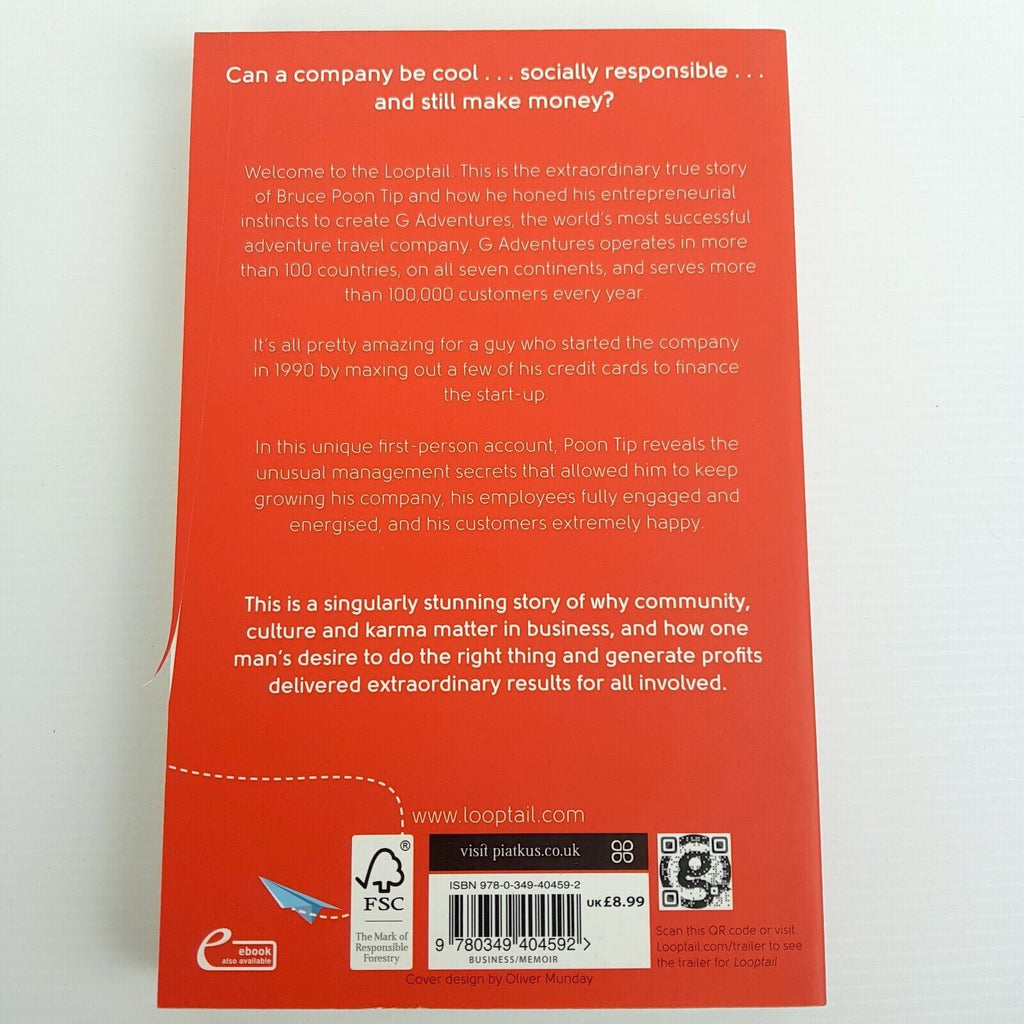 Can a company be cool . . . socially responsible . . .
and still make money?
Welcome to the Looptail. This is the extraordinary true story
of Bruce Poon Tip and how he honed his entrepreneurial
instincts to create G Adventures, the world's most successful
adventure travel company. G Adventures operates in more
than 100 countries, on all seven continents, and serves more
than 100,000 customers every year.
It's all pretty amazing for a guy who started the company
in 1990 by maxing out a few of his credit cards to finance
the start-up.
In this unique first-person account, Poon Tip reveals the
unusual management secrets that allowed him to keep
growing his company, his employees fully engaged and
energised, and his customers extremely happy.
This is a singularly stunning story of why community,
culture and karma matter in business, and how one
man's desire to do the right thing and generate profits
delivered extraordinary results for all involved.
www.looptail.com
visit piatkus.co.uk
ISBN 978-0-349-40459-2
UK £8.99
9 780349 404592 >
BUSINESS/MEMOIR
®
FSC
The Mark of
Responsible
Forestry
g
Scan this QR code or visit
Looptail.com/trailer to see
the trailer for Looptail
e
ebook
also available
Cover design by Oliver Munday